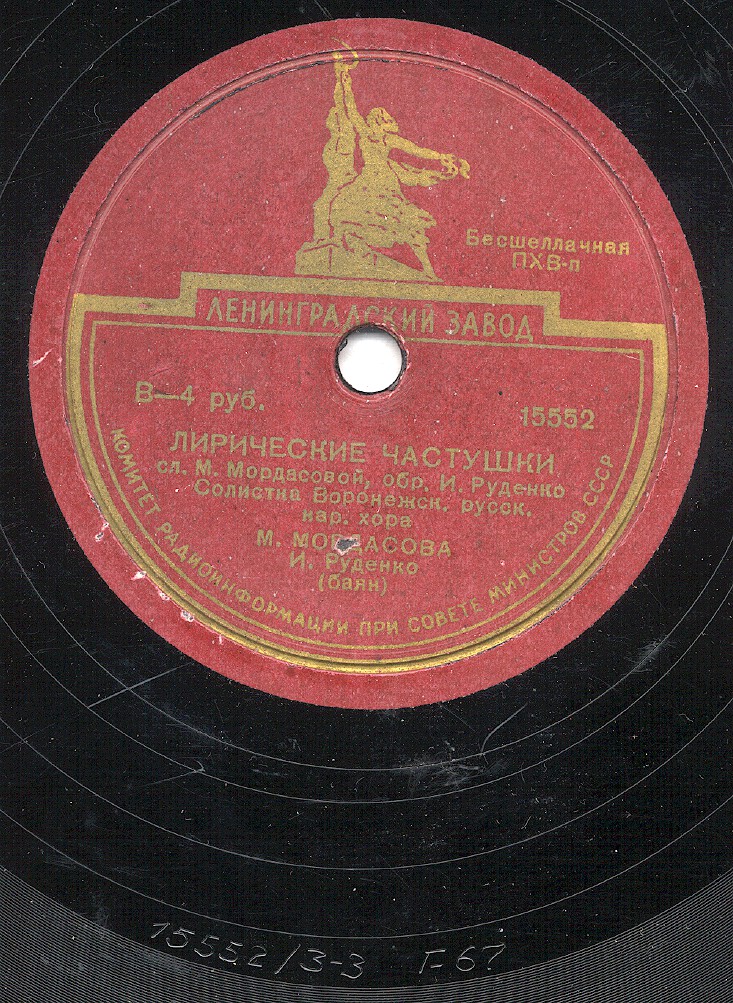 Бесшеллачная
ПХВ-п
ЛЕНИНГРАДСКИЙ ЗАВОД
В—4 руб.
15552
ЛИРИЧЕСКИЕ ЧАСТУШКИ
сл. М. Мордасовой, обр. И. Руденко
Солистка Воронежск. русск.
нар. хора
М. МОРДАСОВА
И. Руденко
(баян)
КОМИТЕТ РАДИОИНФОРМАЦИИ ПРИ СОВЕТЕ МИНИСТРОВ СССР
15552/3-3 Г-67